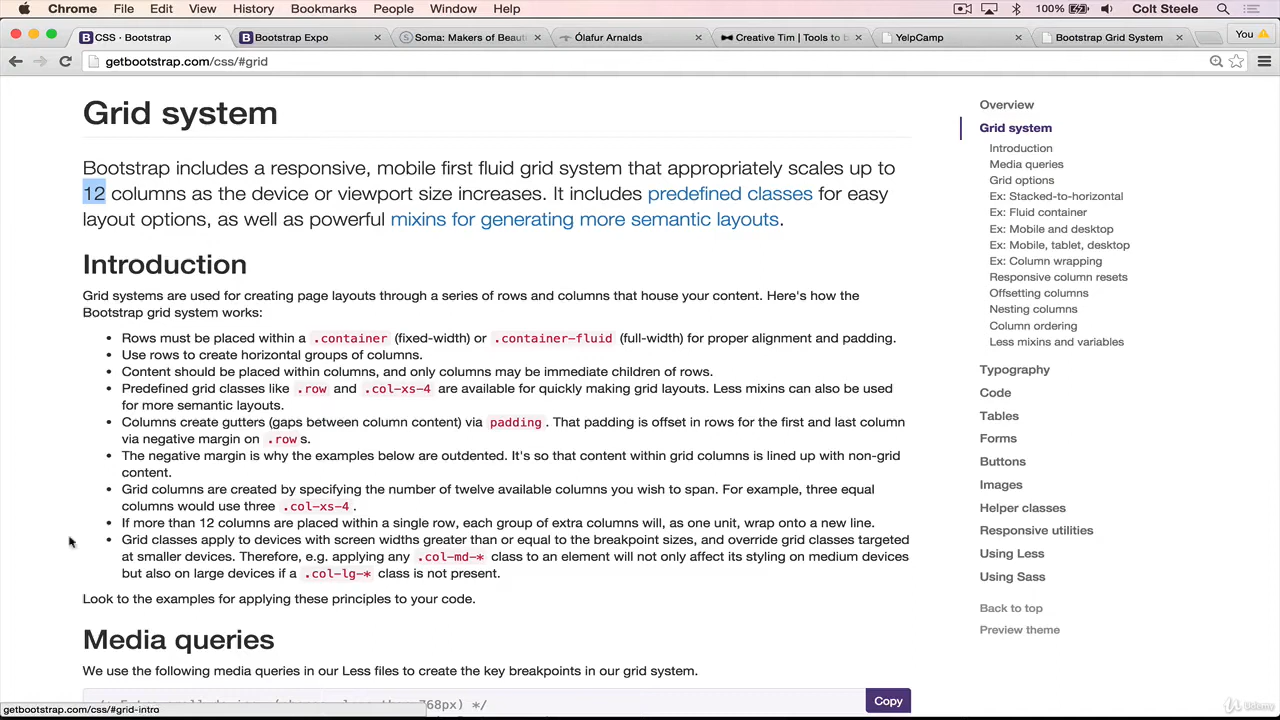 Chrome File Edit View History Bookmarks People Window Help 100% Colt Steele
CSS · Bootstrap
Bootstrap Expo
Soma: Makers of Beauti
Ólafur Arnalds
Creative Tim | Tools to b
YelpCamp
Bootstrap Grid System
You
getbootstrap.com/css/#grid
Grid system
Bootstrap includes a responsive, mobile first fluid grid system that appropriately scales up to
12 columns as the device or viewport size increases. It includes predefined classes for easy
layout options, as well as powerful mixins for generating more semantic layouts.
Introduction
Grid systems are used for creating page layouts through a series of rows and columns that house your content. Here's how the
Bootstrap grid system works:
• Rows must be placed within a .container (fixed-width) or .container-fluid (full-width) for proper alignment and padding.
• Use rows to create horizontal groups of columns.
• Content should be placed within columns, and only columns may be immediate children of rows.
• Predefined grid classes like .row and .col-xs-4 are available for quickly making grid layouts. Less mixins can also be used
for more semantic layouts.
• Columns create gutters (gaps between column content) via padding. That padding is offset in rows for the first and last column
via negative margin on .rows.
• The negative margin is why the examples below are outdented. It's so that content within grid columns is lined up with non-grid
content.
• Grid columns are created by specifying the number of twelve available columns you wish to span. For example, three equal
columns would use three .col-xs-4.
• If more than 12 columns are placed within a single row, each group of extra columns will, as one unit, wrap onto a new line.
• Grid classes apply to devices with screen widths greater than or equal to the breakpoint sizes, and override grid classes targeted
at smaller devices. Therefore, e.g. applying any .col-md-* class to an element will not only affect its styling on medium devices
but also on large devices if a .col-lg-* class is not present.
Look to the examples for applying these principles to your code.
Media queries
We use the following media queries in our Less files to create the key breakpoints in our grid system.
768px) */
Copy
getbootstrap.com/css/#grid-intro
Overview
Grid system
Introduction
Media queries
Grid options
Ex: Stacked-to-horizontal
Ex: Fluid container
Ex: Mobile and desktop
Ex: Mobile, tablet, desktop
Ex: Column wrapping
Responsive column resets
Offsetting columns
Nesting columns
Column ordering
Less mixins and variables
Typography
Code
Tables
Forms
Buttons
Images
Helper classes
Responsive utilities
Using Less
Using Sass
Back to top
Preview theme
Udemy